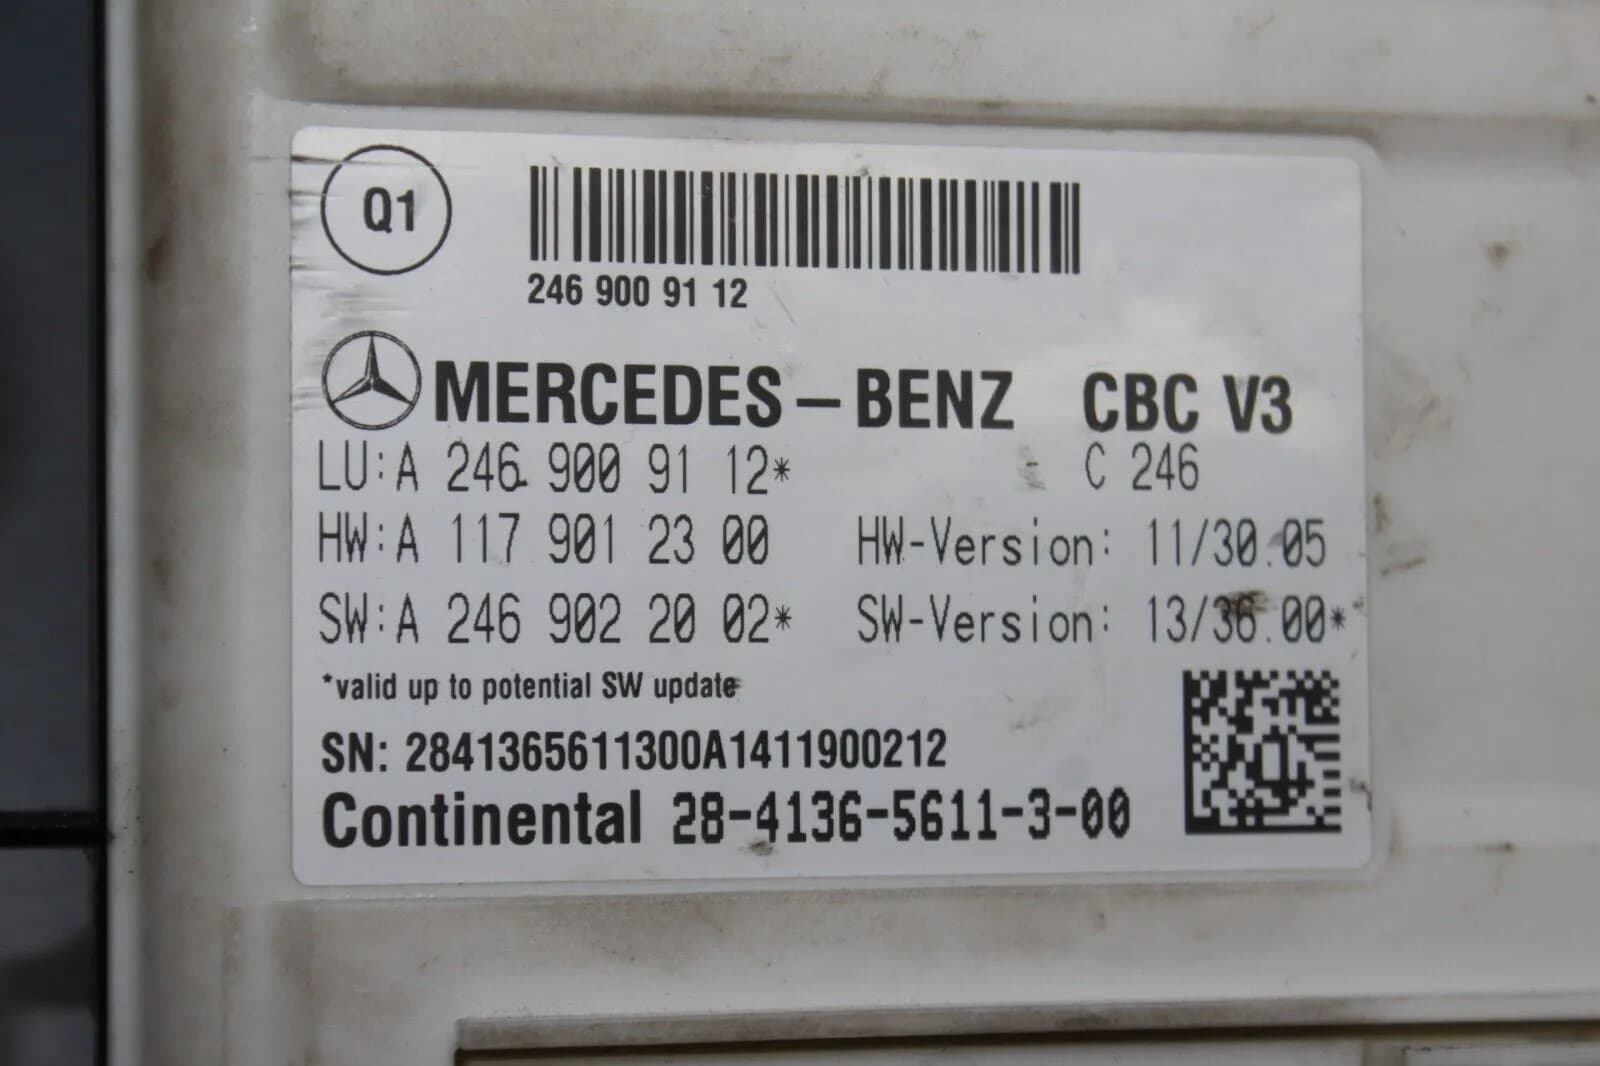 Q1
246 900 91 12
MERCEDES-BENZ CBC V3
LU:A 246 900 91 12* C 246
HW:A 117 901 23 00 HW-Version: 11/30.05
SW:A 246 902 20 02* SW-Version: 13/36.00*
*valid up to potential SW update
SN: 2841365611300A1411900212
Continental 28-4136-5611-3-00